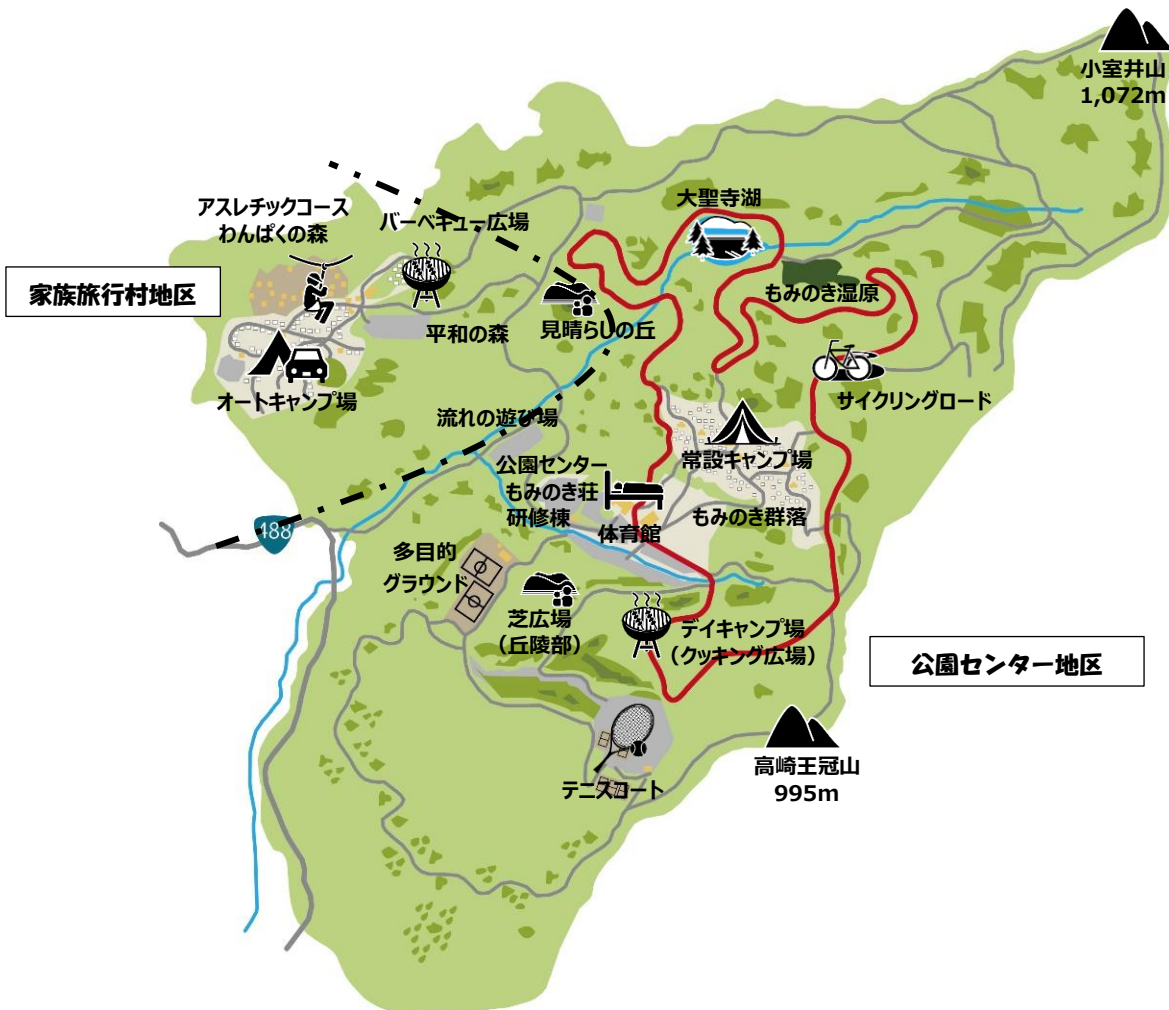 小室井山
1,072m
大聖寺湖
アスレチックコース
わんぱくの森
バーベキュー広場
家族旅行村地区
もみのき湿原
平和の森
見晴らしの丘
オートキャンプ場
サイクリングロード
流れの遊び場
常設キャンプ場
公園センター
もみのき荘
研修棟
体育館
もみのき群落
488
多目的
グラウンド
芝広場
（丘陵部）
デイキャンプ場
（クッキング広場）
公園センター地区
高崎王冠山
995m
テニスコート